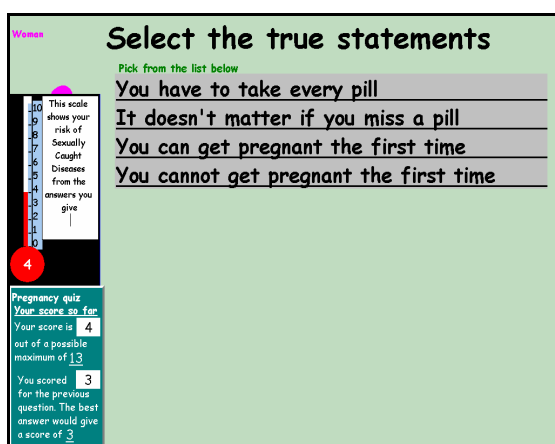 Woman
Select the true statements
Pick from the list below
You have to take every pill
It doesn't matter if you miss a pill
You can get pregnant the first time
You cannot get pregnant the first time
10
9
8
7
6
5
4
3
2
1
0
This scale
shows your
risk of
Sexually
Caught
Diseases
from the
answers you
give
4
Pregnancy quiz
Your score so far
Your score is 4
out of a possible
maximum of 13
You scored 3
for the previous
question. The best
answer would give
a score of 3